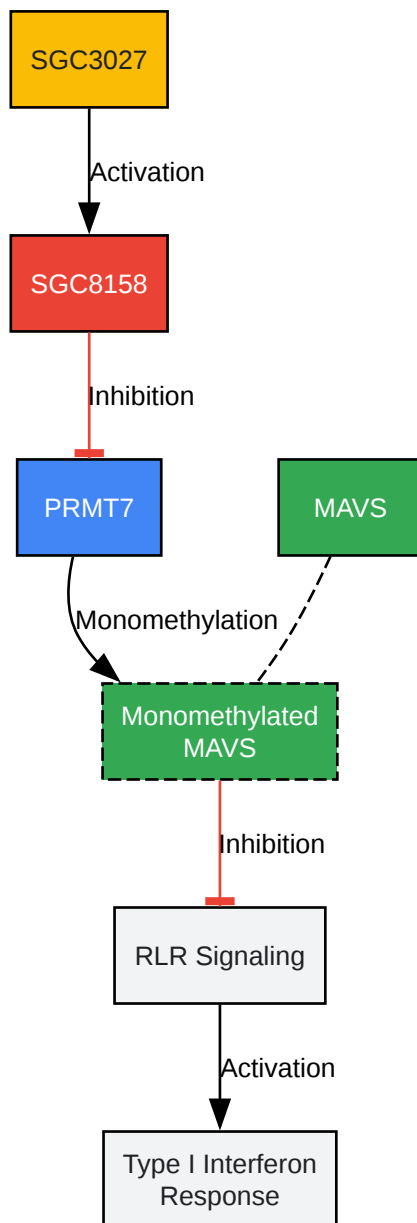 SGC3027
Activation
SGC8158
Inhibition
PRMT7
MAVS
Monomethylation
Monomethylated
MAVS
Inhibition
RLR Signaling
Activation
Type I Interferon
Response